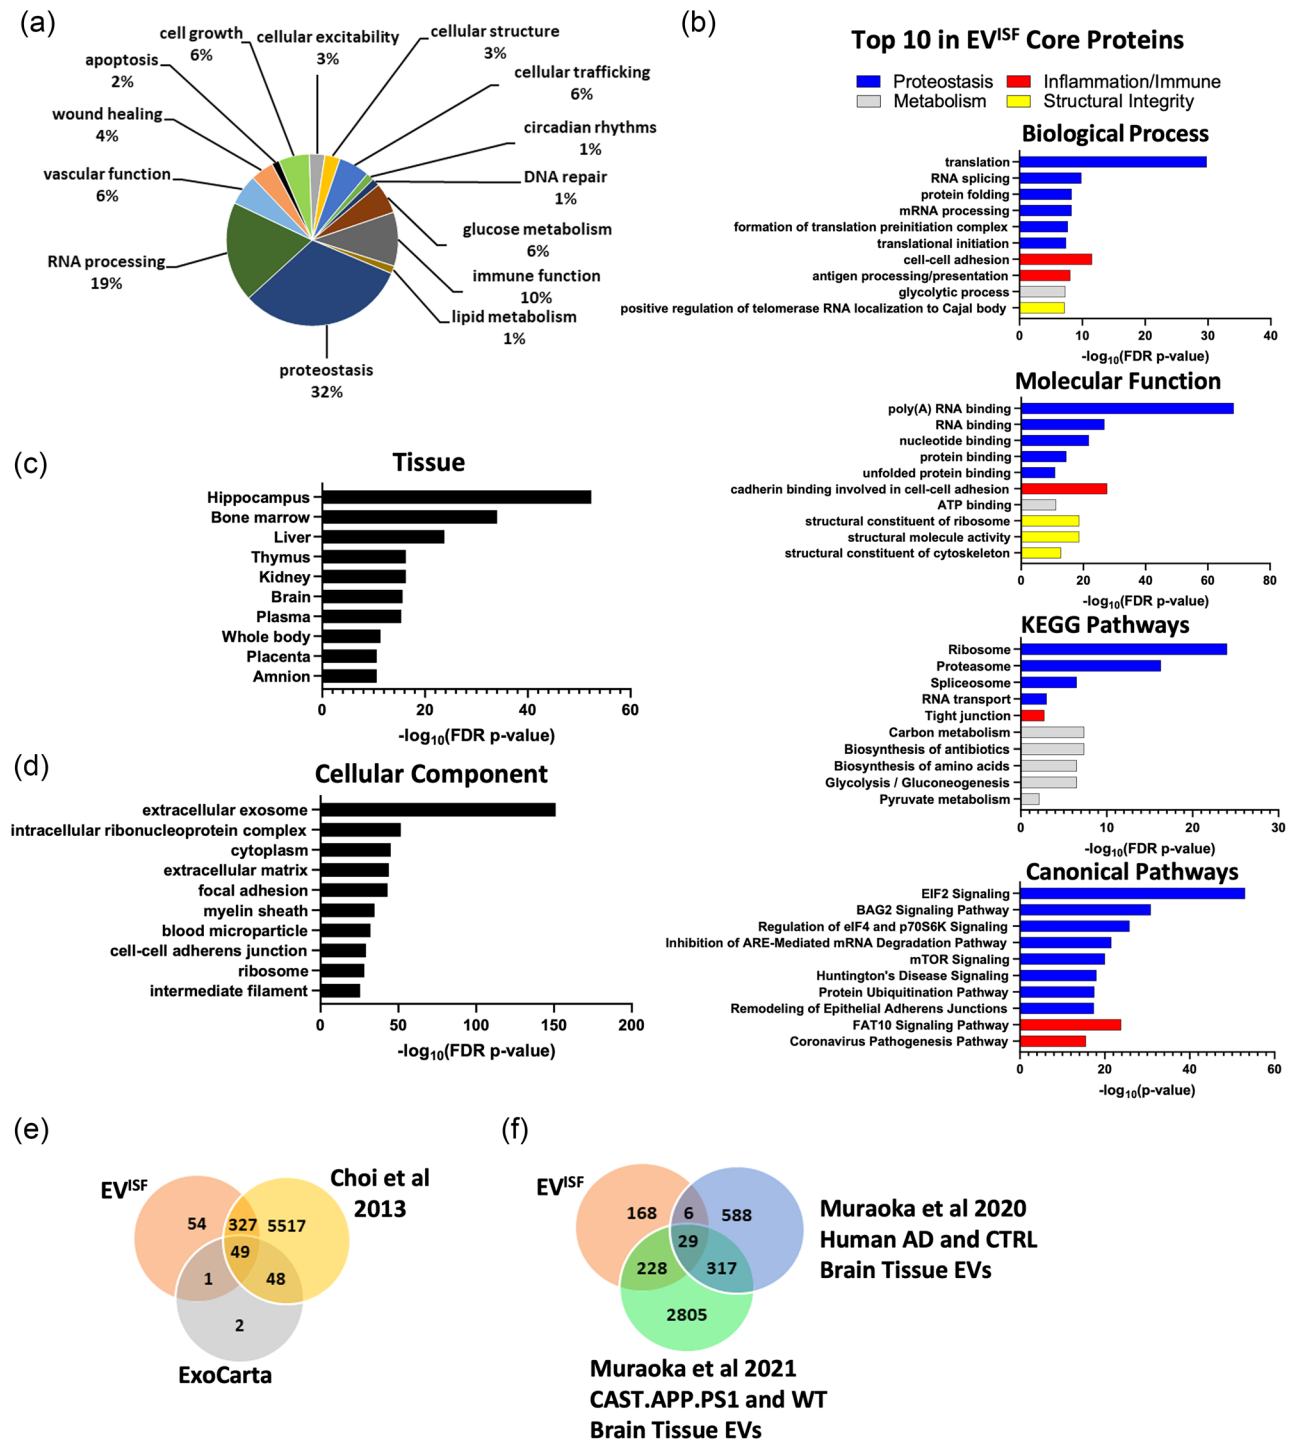 (a)
cell growth
6%
cellular excitability
3%
cellular structure
3%
apoptosis
2%
cellular trafficking
6%
wound healing
4%
circadian rhythms
1%
vascular function
6%
DNA repair
1%
glucose metabolism
6%
RNA processing
19%
immune function
10%
lipid metabolism
1%
proteostasis
32%
(b)
Top 10 in EVISF Core Proteins
Proteostasis
Inflammation/Immune
Metabolism
Structural Integrity
Biological Process
translation
RNA splicing
protein folding
mRNA processing
formation of translation preinitiation complex
translational initiation
cell-cell adhesion
antigen processing/presentation
glycolytic process
positive regulation of telomerase RNA localization to Cajal body
0 10 20 30 40
-log10(FDR p-value)
Molecular Function
poly(A) RNA binding
RNA binding
nucleotide binding
protein binding
unfolded protein binding
cadherin binding involved in cell-cell adhesion
ATP binding
structural constituent of ribosome
structural molecule activity
structural constituent of cytoskeleton
0 20 40 60 80
-log10(FDR p-value)
KEGG Pathways
Ribosome
Proteasome
Spliceosome
RNA transport
Tight junction
Carbon metabolism
Biosynthesis of antibiotics
Biosynthesis of amino acids
Glycolysis / Gluconeogenesis
Pyruvate metabolism
0 10 20 30
-log10(FDR p-value)
Canonical Pathways
EIF2 Signaling
BAG2 Signaling Pathway
Regulation of eIF4 and p70S6K Signaling
Inhibition of ARE-Mediated mRNA Degradation Pathway
mTOR Signaling
Huntington's Disease Signaling
Protein Ubiquitination Pathway
Remodeling of Epithelial Adherens Junctions
FAT10 Signaling Pathway
Coronavirus Pathogenesis Pathway
0 20 40 60
-log10(p-value)
(c)
Tissue
Hippocampus
Bone marrow
Liver
Thymus
Kidney
Brain
Plasma
Whole body
Placenta
Amnion
0 20 40 60
-log10(FDR p-value)
(d)
Cellular Component
extracellular exosome
intracellular ribonucleoprotein complex
cytoplasm
extracellular matrix
focal adhesion
myelin sheath
blood microparticle
cell-cell adherens junction
ribosome
intermediate filament
0 50 100 150 200
-log10(FDR p-value)
(e)
EVISF
Choi et al
2013
54 327 5517
49
1 48
2
ExoCarta
(f)
EVISF
168 6 588
29
228 317
2805
Muraoka et al 2020
Human AD and CTRL
Brain Tissue EVs
Muraoka et al 2021
CAST.APP.PS1 and WT
Brain Tissue EVs